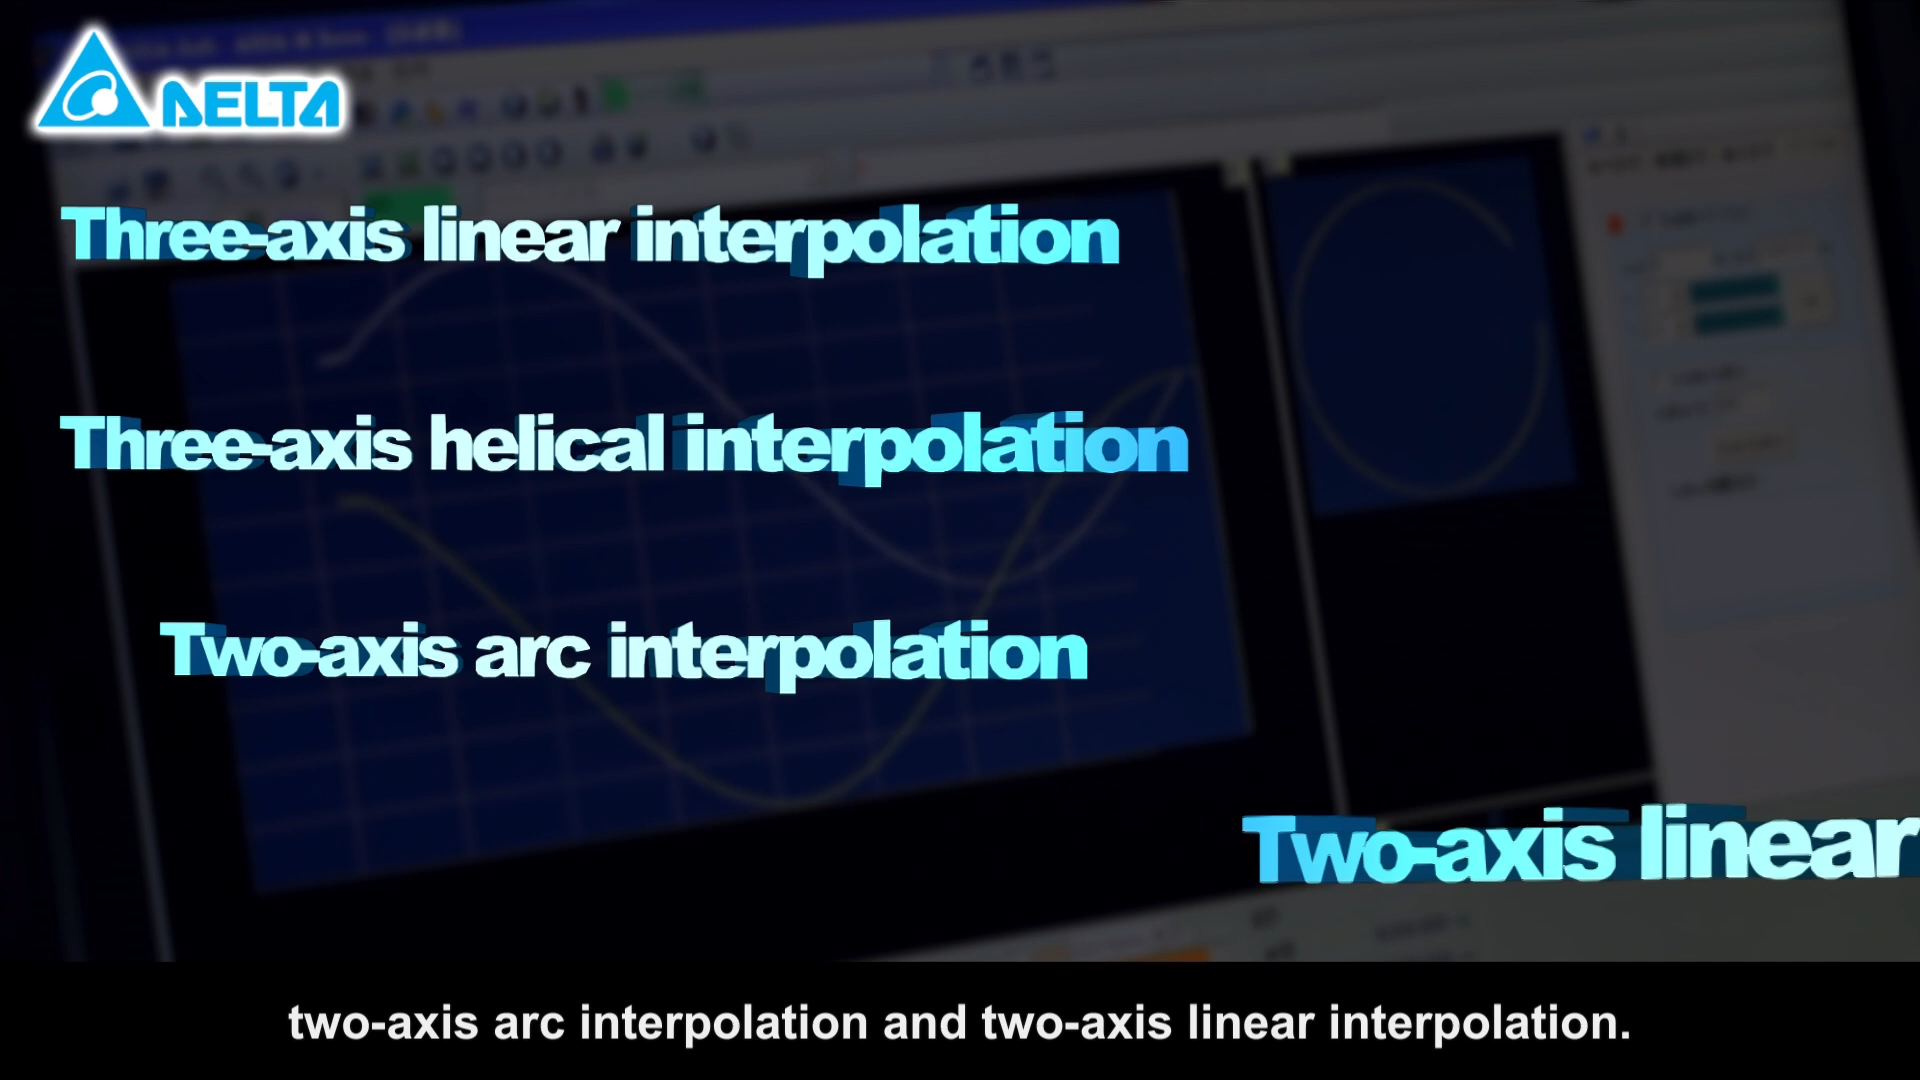 DELTA
Three-axis linear interpolation
Three-axis helical interpolation
Two-axis arc interpolation
Two-axis linear
two-axis arc interpolation and two-axis linear interpolation.